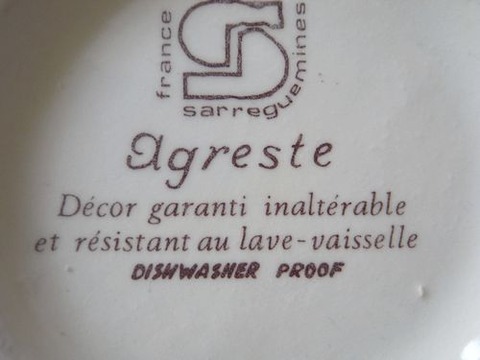 france
sarreguemines
Agreste
Décor garanti inaltérable
et résistant au lave-vaisselle
DISHWASHER PROOF